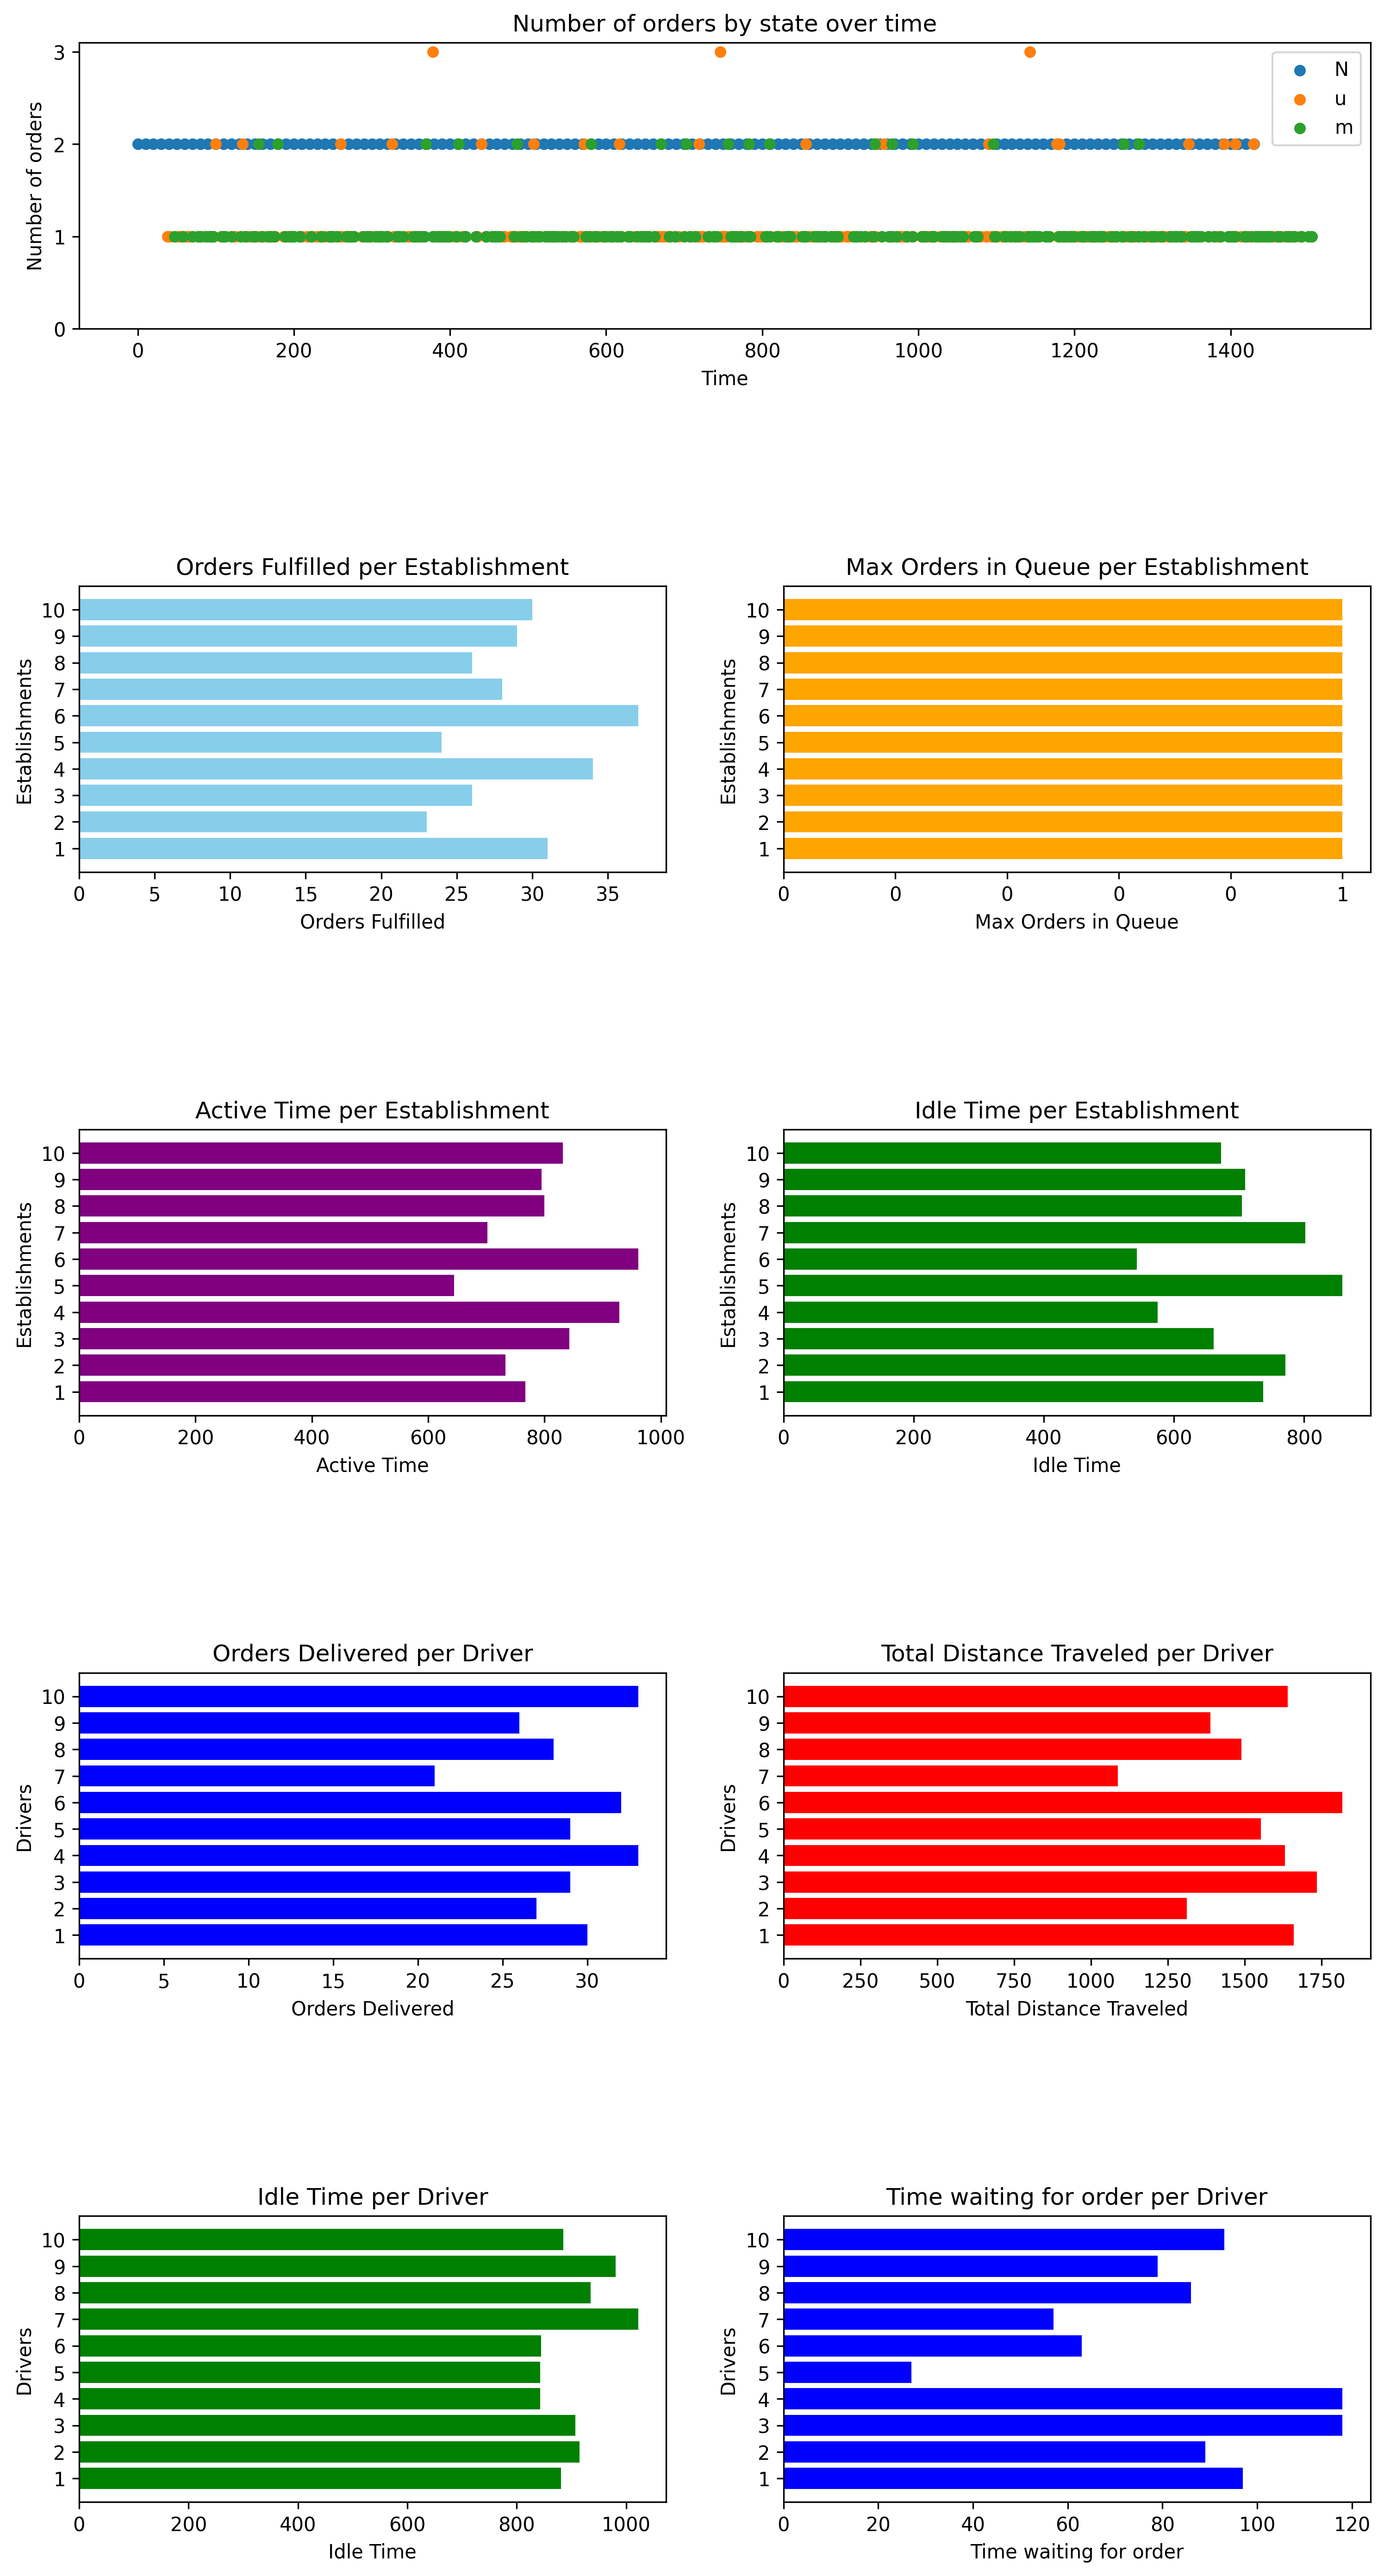 Number of orders by state over time
Number of orders
3
2
1
0
N
u
m
0 200 400 600 800 1000 1200 1400
Time
Orders Fulfilled per Establishment
Establishments
10
9
8
7
6
5
4
3
2
1
0 5 10 15 20 25 30 35
Orders Fulfilled
Max Orders in Queue per Establishment
Establishments
10
9
8
7
6
5
4
3
2
1
0 0 0 0 0 1
Max Orders in Queue
Active Time per Establishment
Establishments
10
9
8
7
6
5
4
3
2
1
0 200 400 600 800 1000
Active Time
Idle Time per Establishment
Establishments
10
9
8
7
6
5
4
3
2
1
0 200 400 600 800
Idle Time
Orders Delivered per Driver
Drivers
10
9
8
7
6
5
4
3
2
1
0 5 10 15 20 25 30
Orders Delivered
Total Distance Traveled per Driver
Drivers
10
9
8
7
6
5
4
3
2
1
0 250 500 750 1000 1250 1500 1750
Total Distance Traveled
Idle Time per Driver
Drivers
10
9
8
7
6
5
4
3
2
1
0 200 400 600 800 1000
Idle Time
Time waiting for order per Driver
Drivers
10
9
8
7
6
5
4
3
2
1
0 20 40 60 80 100 120
Time waiting for order